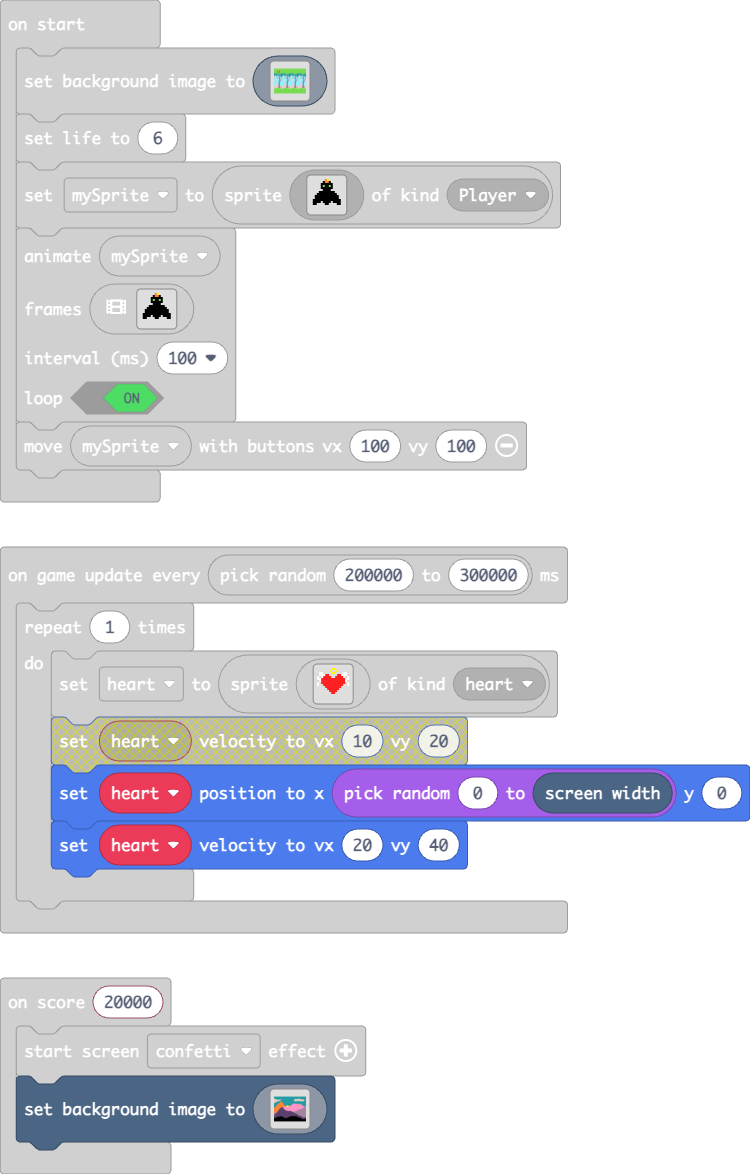 on start
set background image to
set life to 6
set mySprite to sprite of kind Player
animate mySprite
frames
interval (ms) 100
loop ON
move mySprite with buttons vx 100 vy 100
on game update every pick random 200000 to 300000 ms
repeat 1 times
do
set heart to sprite of kind heart
set heart velocity to vx 10 vy 20
set heart position to x pick random 0 to screen width y 0
set heart velocity to vx 20 vy 40
on score 20000
start screen confetti effect
set background image to